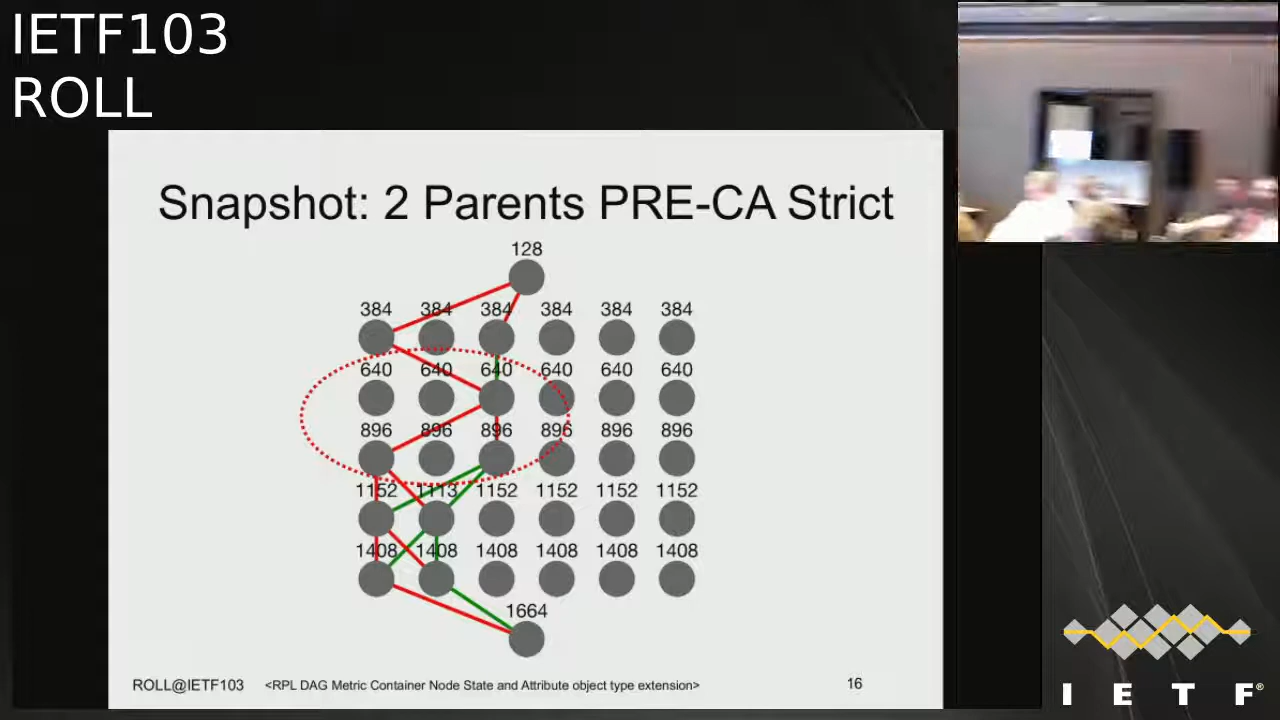 IETF103
ROLL
Snapshot: 2 Parents PRE-CA Strict
128
384 384 384 384 384 384
640 640 640 640 640 640
896 896 896 896 896 896
1152 1113 1152 1152 1152 1152
1408 1408 1408 1408 1408 1408
1664
ROLL@IETF103 <RPL DAG Metric Container Node State and Attribute object type extension> 16
I E T F®